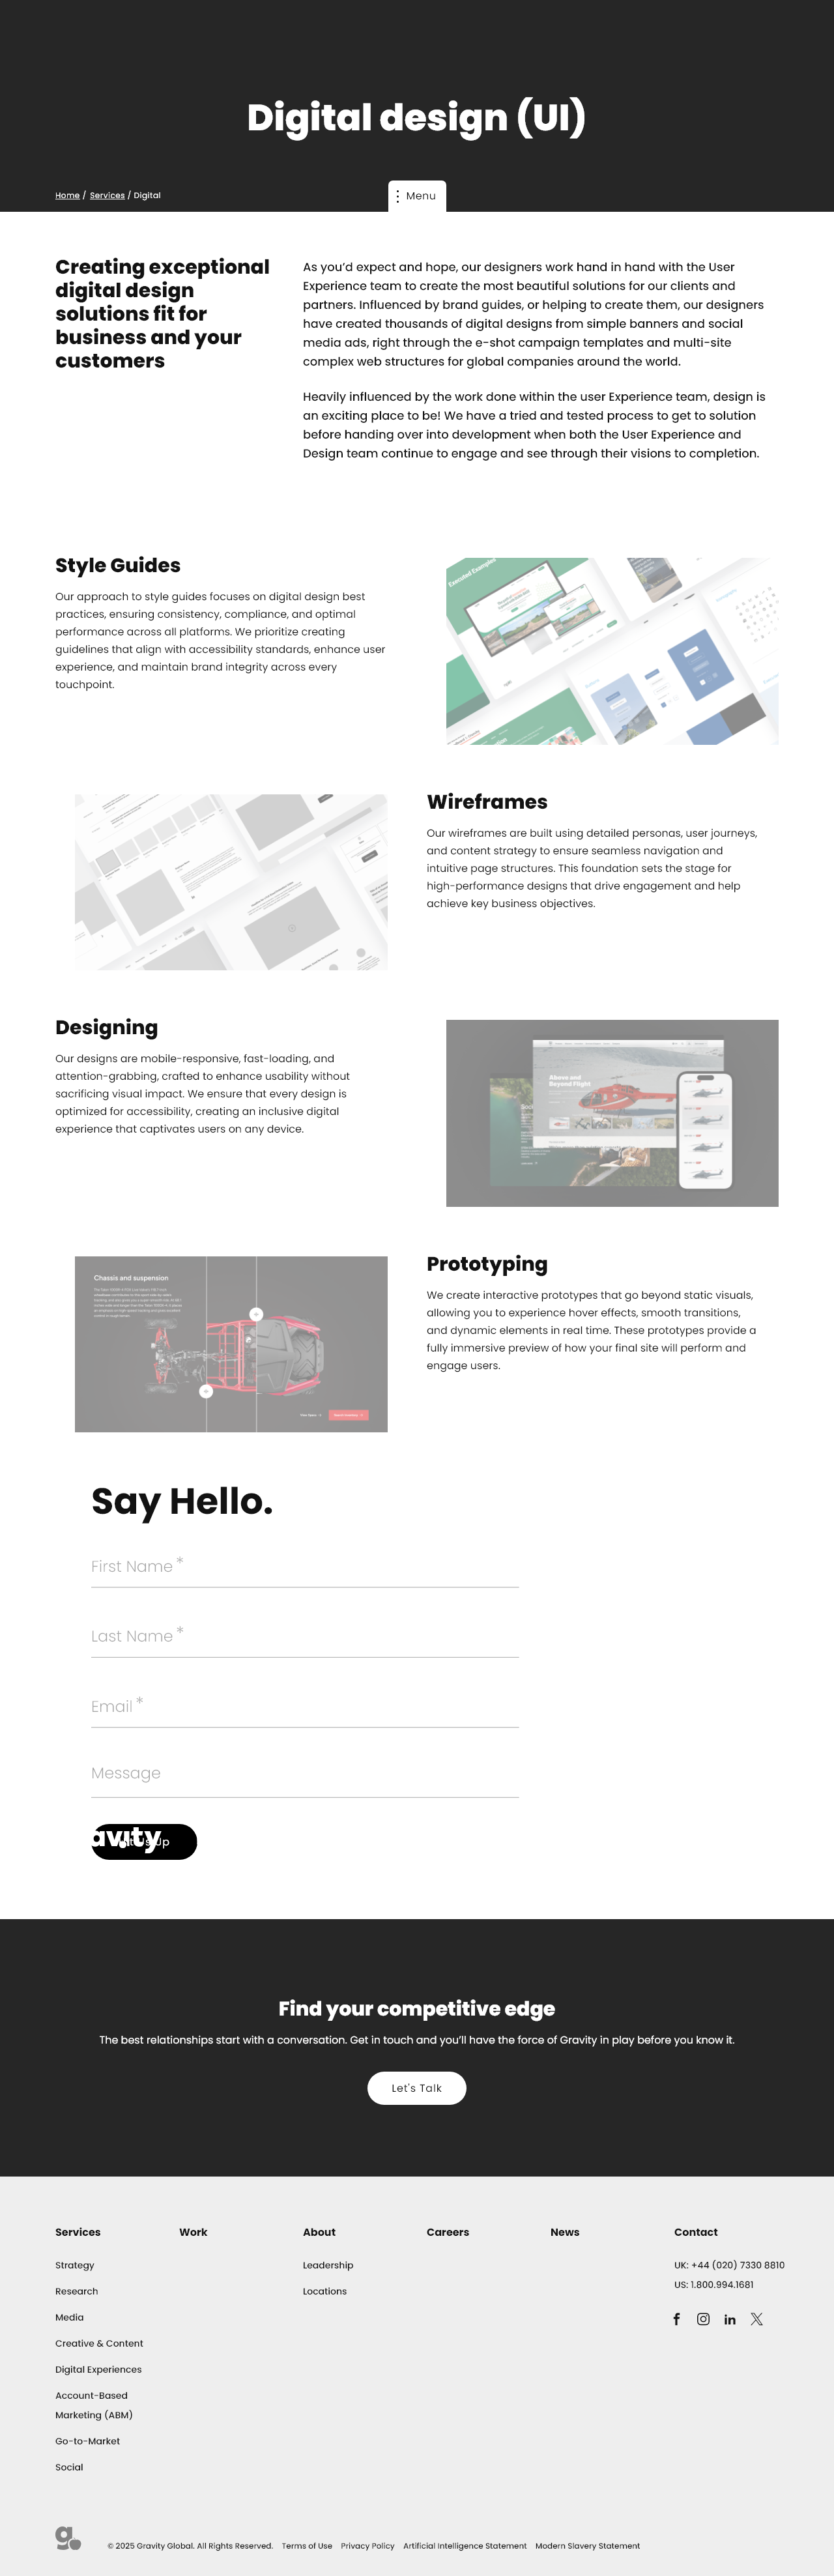 Digital design (UI)
Home / Services / Digital
Menu
Creating exceptional
digital design
solutions fit for
business and your
customers
As you’d expect and hope, our designers work hand in hand with the User
Experience team to create the most beautiful solutions for our clients and
partners. Influenced by brand guides, or helping to create them, our designers
have created thousands of digital designs from simple banners and social
media ads, right through the e-shot campaign templates and multi-site
complex web structures for global companies around the world.
Heavily influenced by the work done within the user Experience team, design is
an exciting place to be! We have a tried and tested process to get to solution
before handing over into development when both the User Experience and
Design team continue to engage and see through their visions to completion.
Style Guides
Our approach to style guides focuses on digital design best
practices, ensuring consistency, compliance, and optimal
performance across all platforms. We prioritize creating
guidelines that align with accessibility standards, enhance user
experience, and maintain brand integrity across every
touchpoint.
Executed Examples
Wireframes
Our wireframes are built using detailed personas, user journeys,
and content strategy to ensure seamless navigation and
intuitive page structures. This foundation sets the stage for
high-performance designs that drive engagement and help
achieve key business objectives.
Designing
Our designs are mobile-responsive, fast-loading, and
attention-grabbing, crafted to enhance usability without
sacrificing visual impact. We ensure that every design is
optimized for accessibility, creating an inclusive digital
experience that captivates users on any device.
Above and
Beyond Flight
Chassis and suspension
Prototyping
We create interactive prototypes that go beyond static visuals,
allowing you to experience hover effects, smooth transitions,
and dynamic elements in real time. These prototypes provide a
fully immersive preview of how your final site will perform and
engage users.
Say Hello.
First Name *
Last Name *
Email *
Message
avity
Up
Find your competitive edge
The best relationships start with a conversation. Get in touch and you’ll have the force of Gravity in play before you know it.
Let's Talk
Services
Strategy
Research
Media
Creative & Content
Digital Experiences
Account-Based
Marketing (ABM)
Go-to-Market
Social
Work
About
Leadership
Locations
Careers
News
Contact
UK: +44 (020) 7330 8810
US: 1.800.994.1681
© 2025 Gravity Global. All Rights Reserved. Terms of Use Privacy Policy Artificial Intelligence Statement Modern Slavery Statement